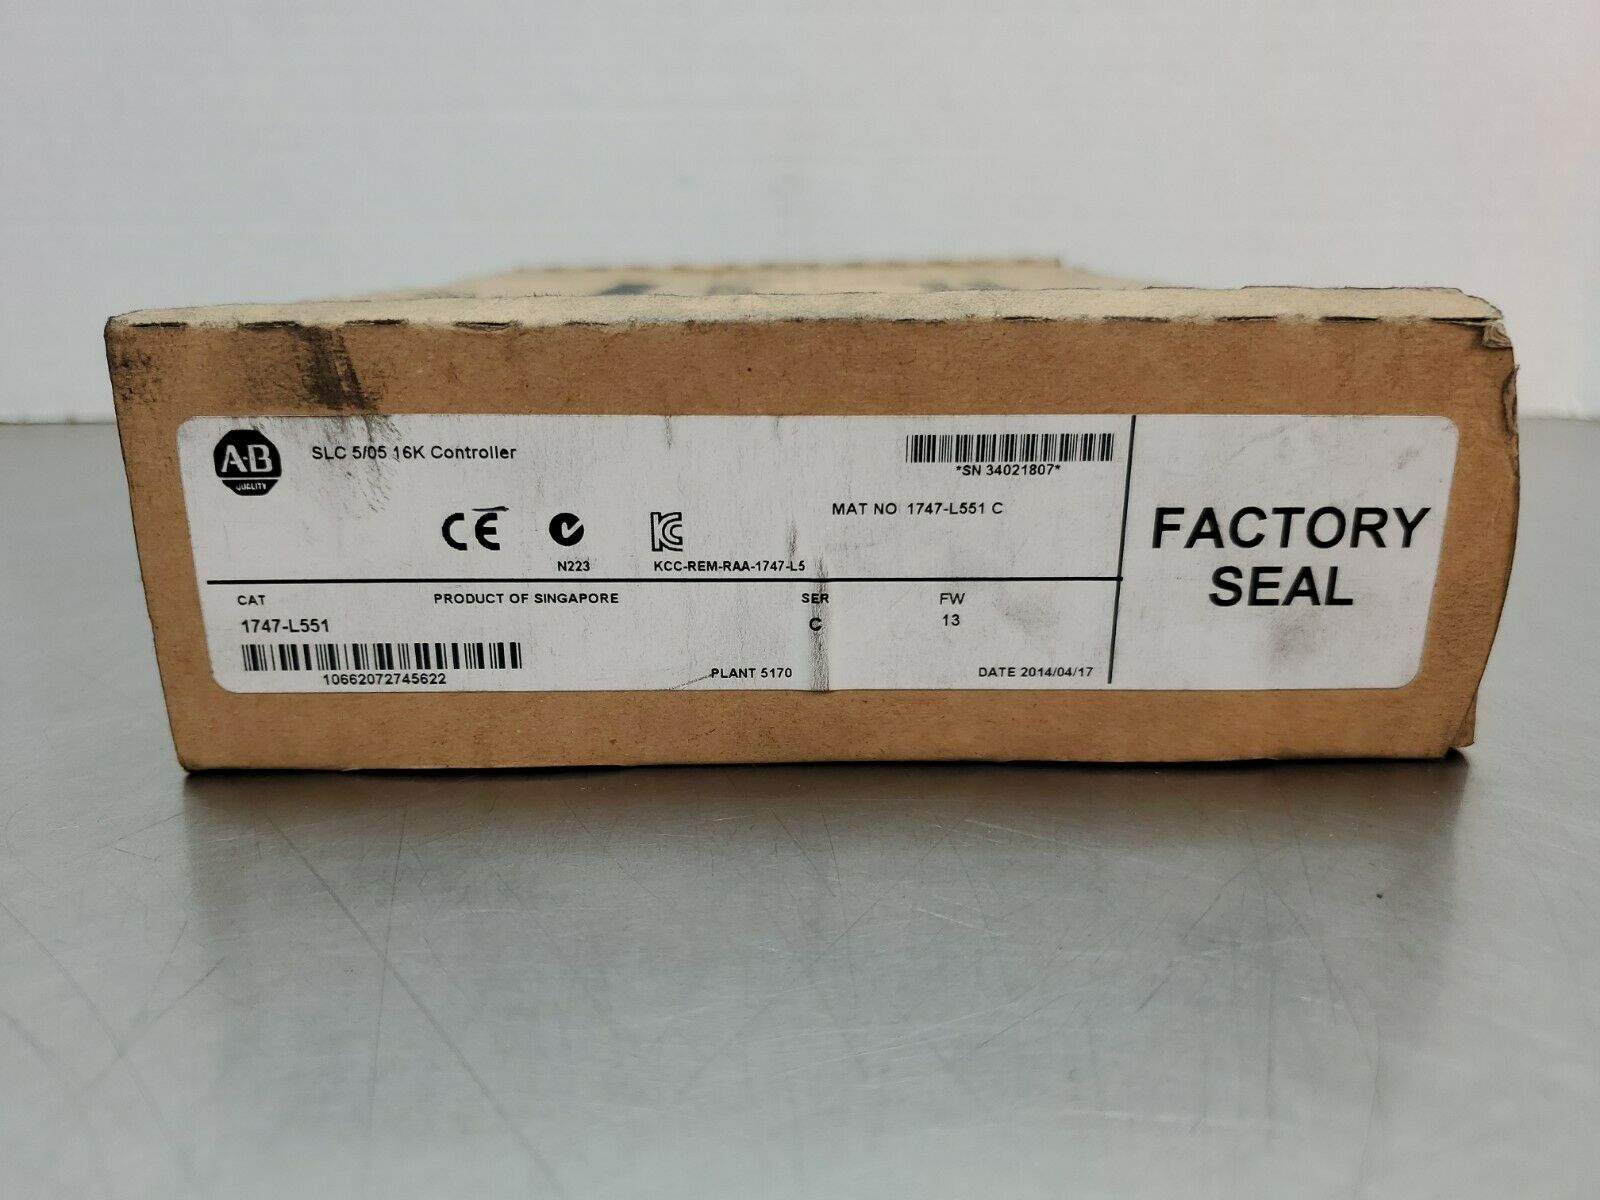 A-B
QUALITY
SLC 5/05 16K Controller
*SN 34021807*
MAT NO 1747-L551 C
CE
N223
KC
KCC-REM-RAA-1747-L5
FACTORY
SEAL
CAT
PRODUCT OF SINGAPORE
SER
FW
1747-L551
C
13
10662072745622
PLANT 5170
DATE 2014/04/17